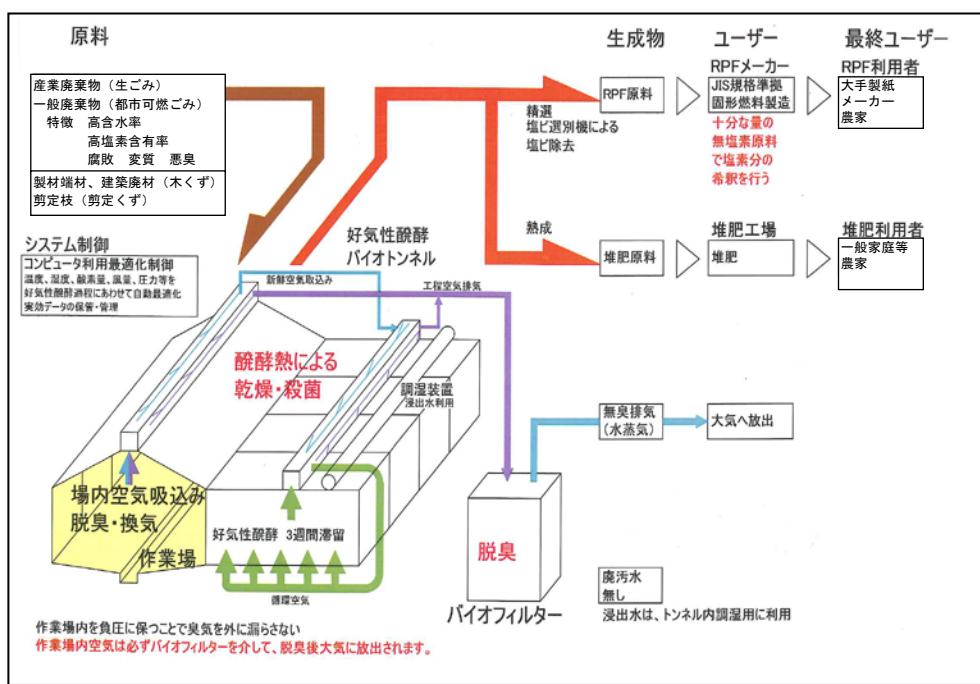 原料
産業廃棄物（生ごみ）
一般廃棄物（都市可燃ごみ）
特徴　高含水率
高塩素含有率
腐敗　変質　悪臭
製材端材、建築廃材（木くず）
剪定枝（剪定くず）
システム制御
コンピュータ利用最適化制御
温度、湿度、酸素量、風量、圧力等を
好気性醗酵過程にあわせて自動最適化
実効データの保管・管理
好気性醗酵
バイオトンネル
新鮮空気取込み
工程空気排気
醗酵熱による
乾燥・殺菌
調湿装置
浸出水利用
場内空気吸込み
脱臭・換気
作業場
好気性醗酵 3週間滞留
循環空気
作業場内を負圧に保つことで臭気を外に漏らさない
作業場内空気は必ずバイオフィルターを介して、脱臭後大気に放出されます。
精選
塩ビ選別機による
塩ビ除去
熟成
生成物
RPF原料
堆肥原料
ユーザー
RPFメーカー
JIS規格準拠
固形燃料製造
十分な量の
無塩素原料
で塩素分の
希釈を行う
堆肥工場
堆肥
最終ユーザー
RPF利用者
大手製紙
メーカー
農家
堆肥利用者
一般家庭等
農家
無臭排気
（水蒸気）
大気へ放出
脱臭
バイオフィルター
廃汚水
無し
浸出水は、トンネル内調湿用に利用